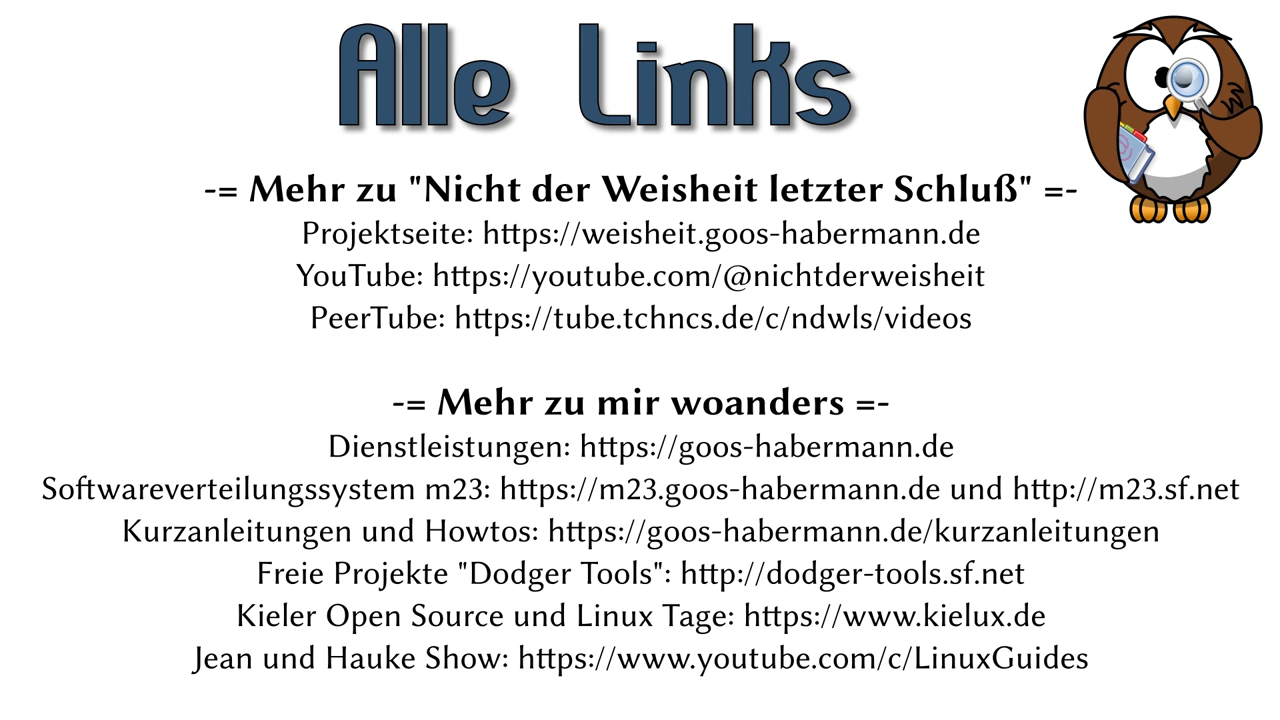 Alle Links
-= Mehr zu "Nicht der Weisheit letzter Schluß" =-
Projektseite: https://weisheit.goos-habermann.de
YouTube: https://youtube.com/@nichtderweisheit
PeerTube: https://tube.tchncs.de/c/ndwls/videos
-= Mehr zu mir woanders =-
Dienstleistungen: https://goos-habermann.de
Softwareverteilungssystem m23: https://m23.goos-habermann.de und http://m23.sf.net
Kurzanleitungen und Howtos: https://goos-habermann.de/kurzanleitungen
Freie Projekte "Dodger Tools": http://dodger-tools.sf.net
Kieler Open Source und Linux Tage: https://www.kielux.de
Jean und Hauke Show: https://www.youtube.com/c/LinuxGuides